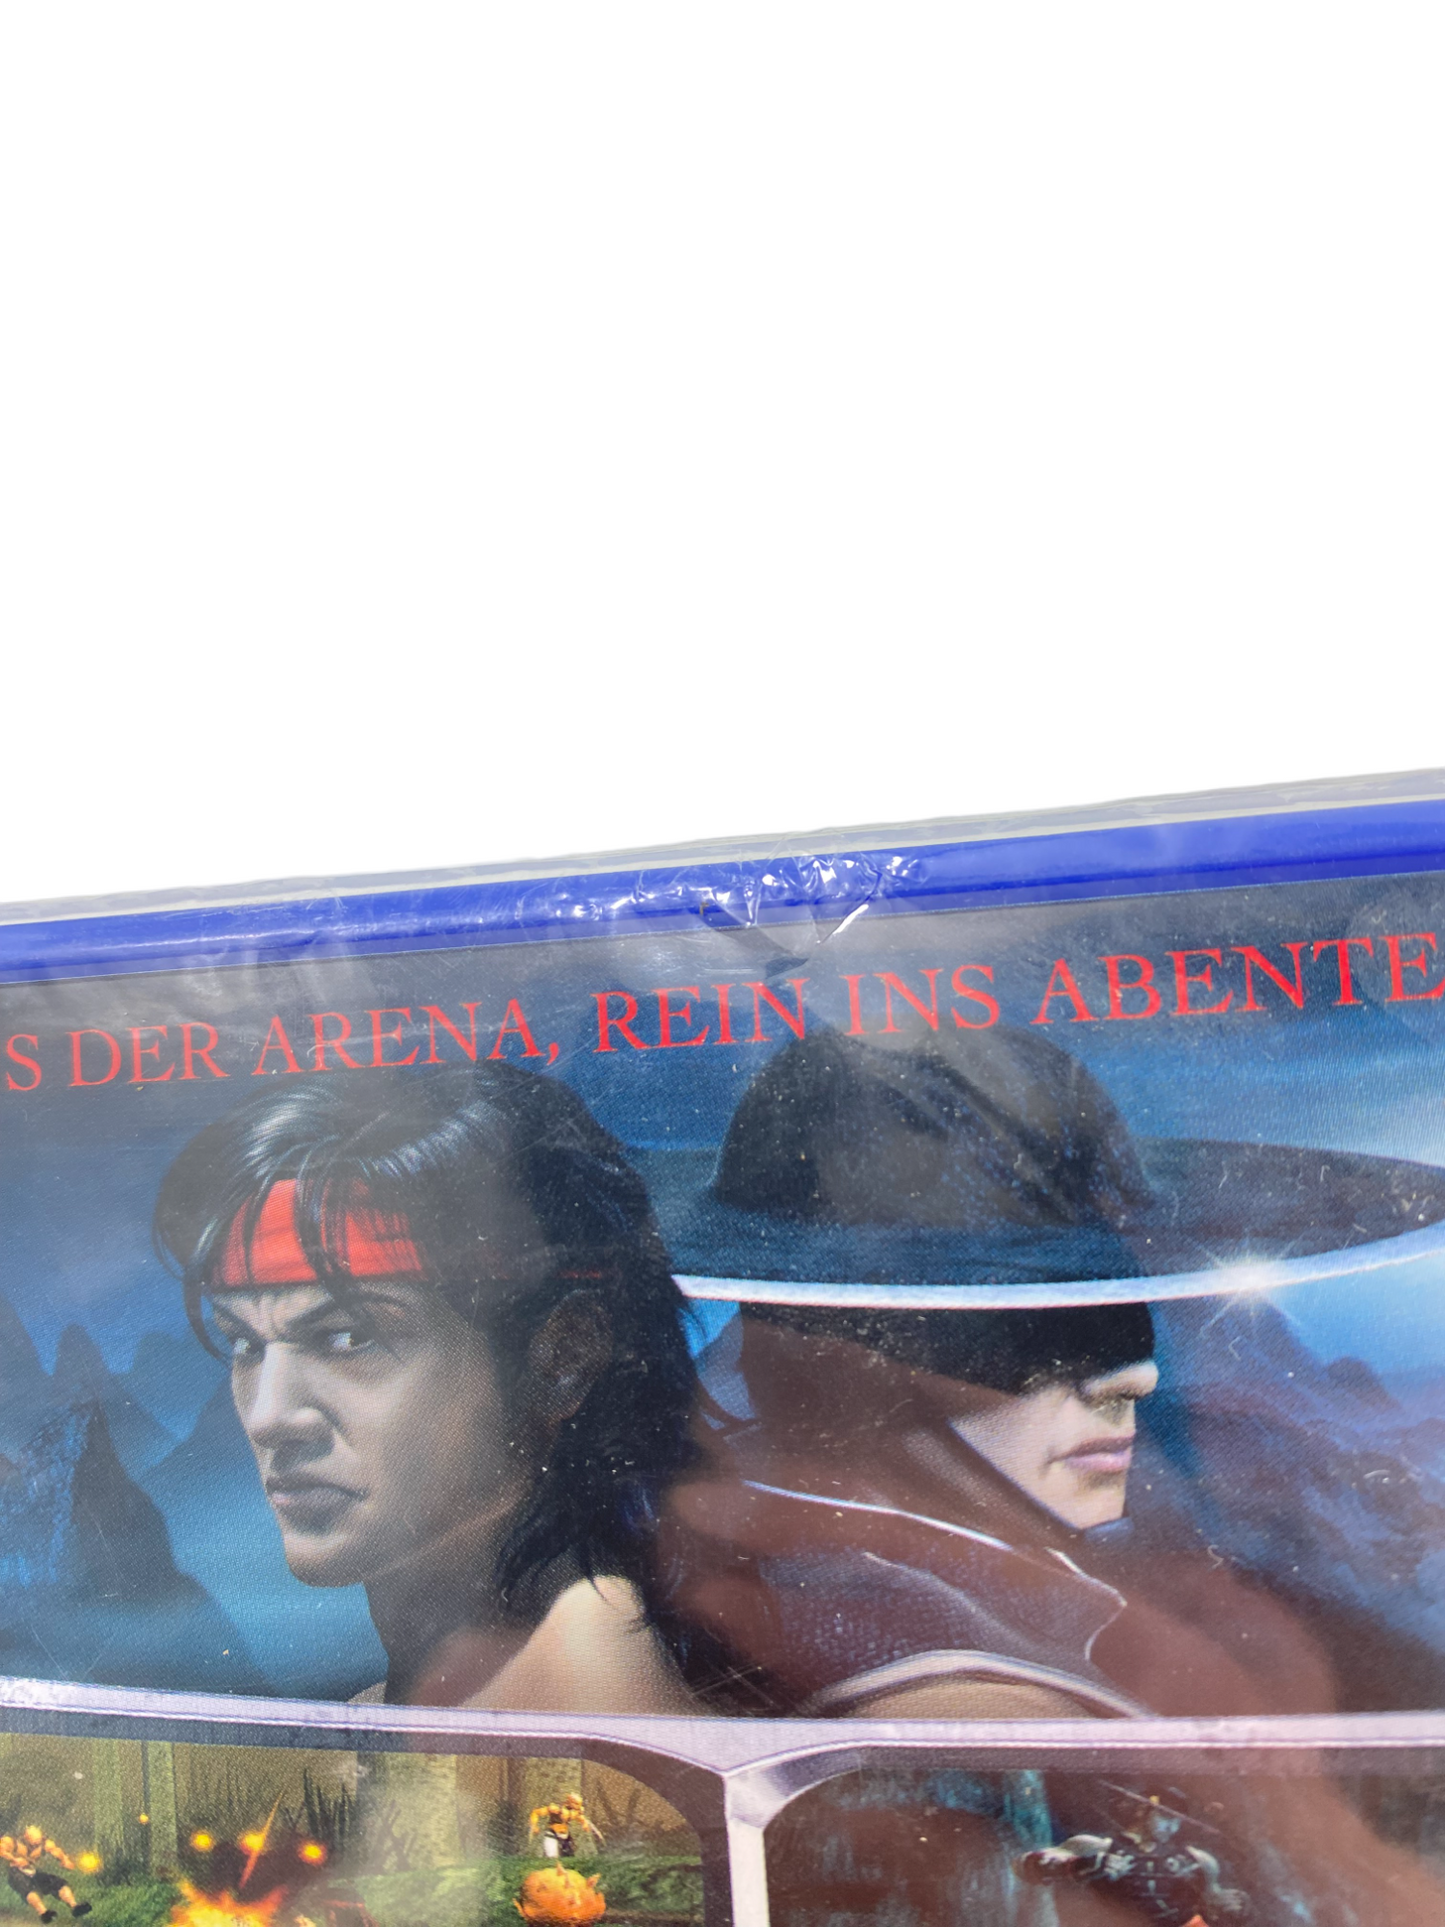 S DER ARENA, REIN INS ABENTE